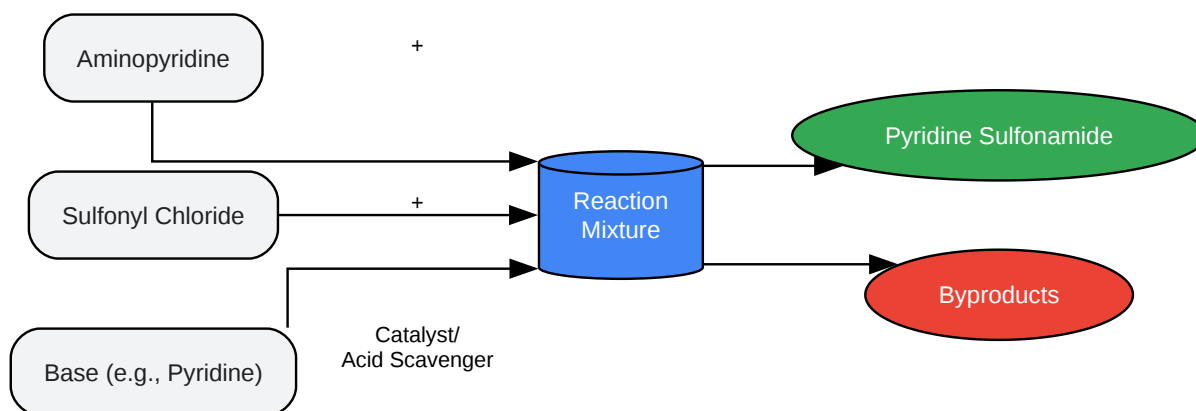 Aminopyridine
+
Pyridine Sulfonamide
Sulfonyl Chloride
+
Reaction
Mixture
Byproducts
Catalyst/
Acid Scavenger
Base (e.g., Pyridine)